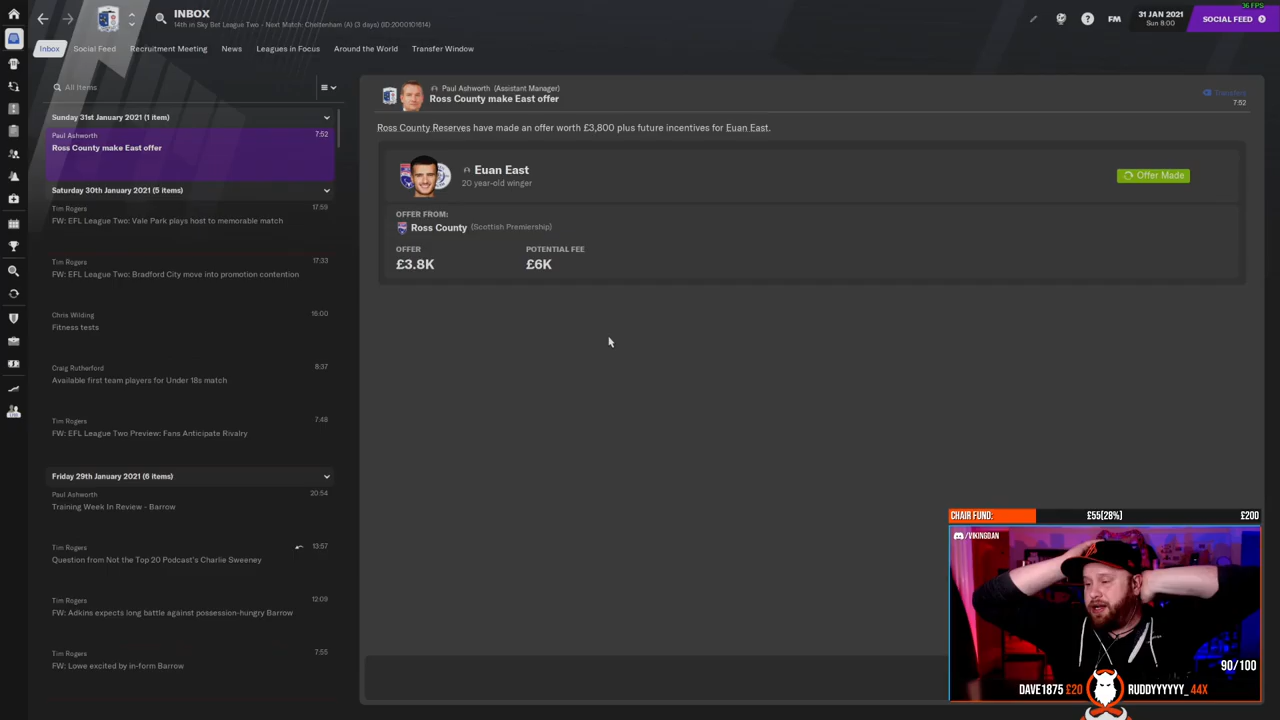 36 FPS
INBOX
14th in Sky Bet League Two - Next Match: Cheltenham (A) (3 days) (ID:2000101614)
FM
31 JAN 2021
SUN 8:00
SOCIAL FEED
Inbox
Social Feed
Recruitment Meeting
News
Leagues in Focus
Around the World
Transfer Window
All Items
Sunday 31st January 2021 (1 item)
Paul Ashworth
7:52
Ross County make East offer
Saturday 30th January 2021 (5 items)
Tim Rogers
17:59
FW: EFL League Two: Vale Park plays host to memorable match
Tim Rogers
17:33
FW: EFL League Two: Bradford City move into promotion contention
Chris Wilding
16:00
Fitness tests
Craig Rutherford
8:37
Available first team players for Under 18s match
Tim Rogers
7:48
FW: EFL League Two Preview: Fans Anticipate Rivalry
Friday 29th January 2021 (6 items)
Paul Ashworth
20:54
Training Week In Review - Barrow
Tim Rogers
13:57
Question from Not the Top 20 Podcast's Charlie Sweeney
Tim Rogers
12:09
FW: Adkins expects long battle against possession-hungry Barrow
Tim Rogers
7:55
FW: Lowe excited by in-form Barrow
Paul Ashworth (Assistant Manager)
Ross County make East offer
Transfers
7:52
Ross County Reserves have made an offer worth £3,800 plus future incentives for Euan East.
Euan East
20 year-old winger
Offer Made
OFFER FROM:
Ross County (Scottish Premiership)
OFFER
POTENTIAL FEE
£3.8K
£6K
CHAIR FUND:
£55(28%)
£200
/VIKINGDAN
90/100
DAVE1875 £20
RUDDYYYYYY_ 44X